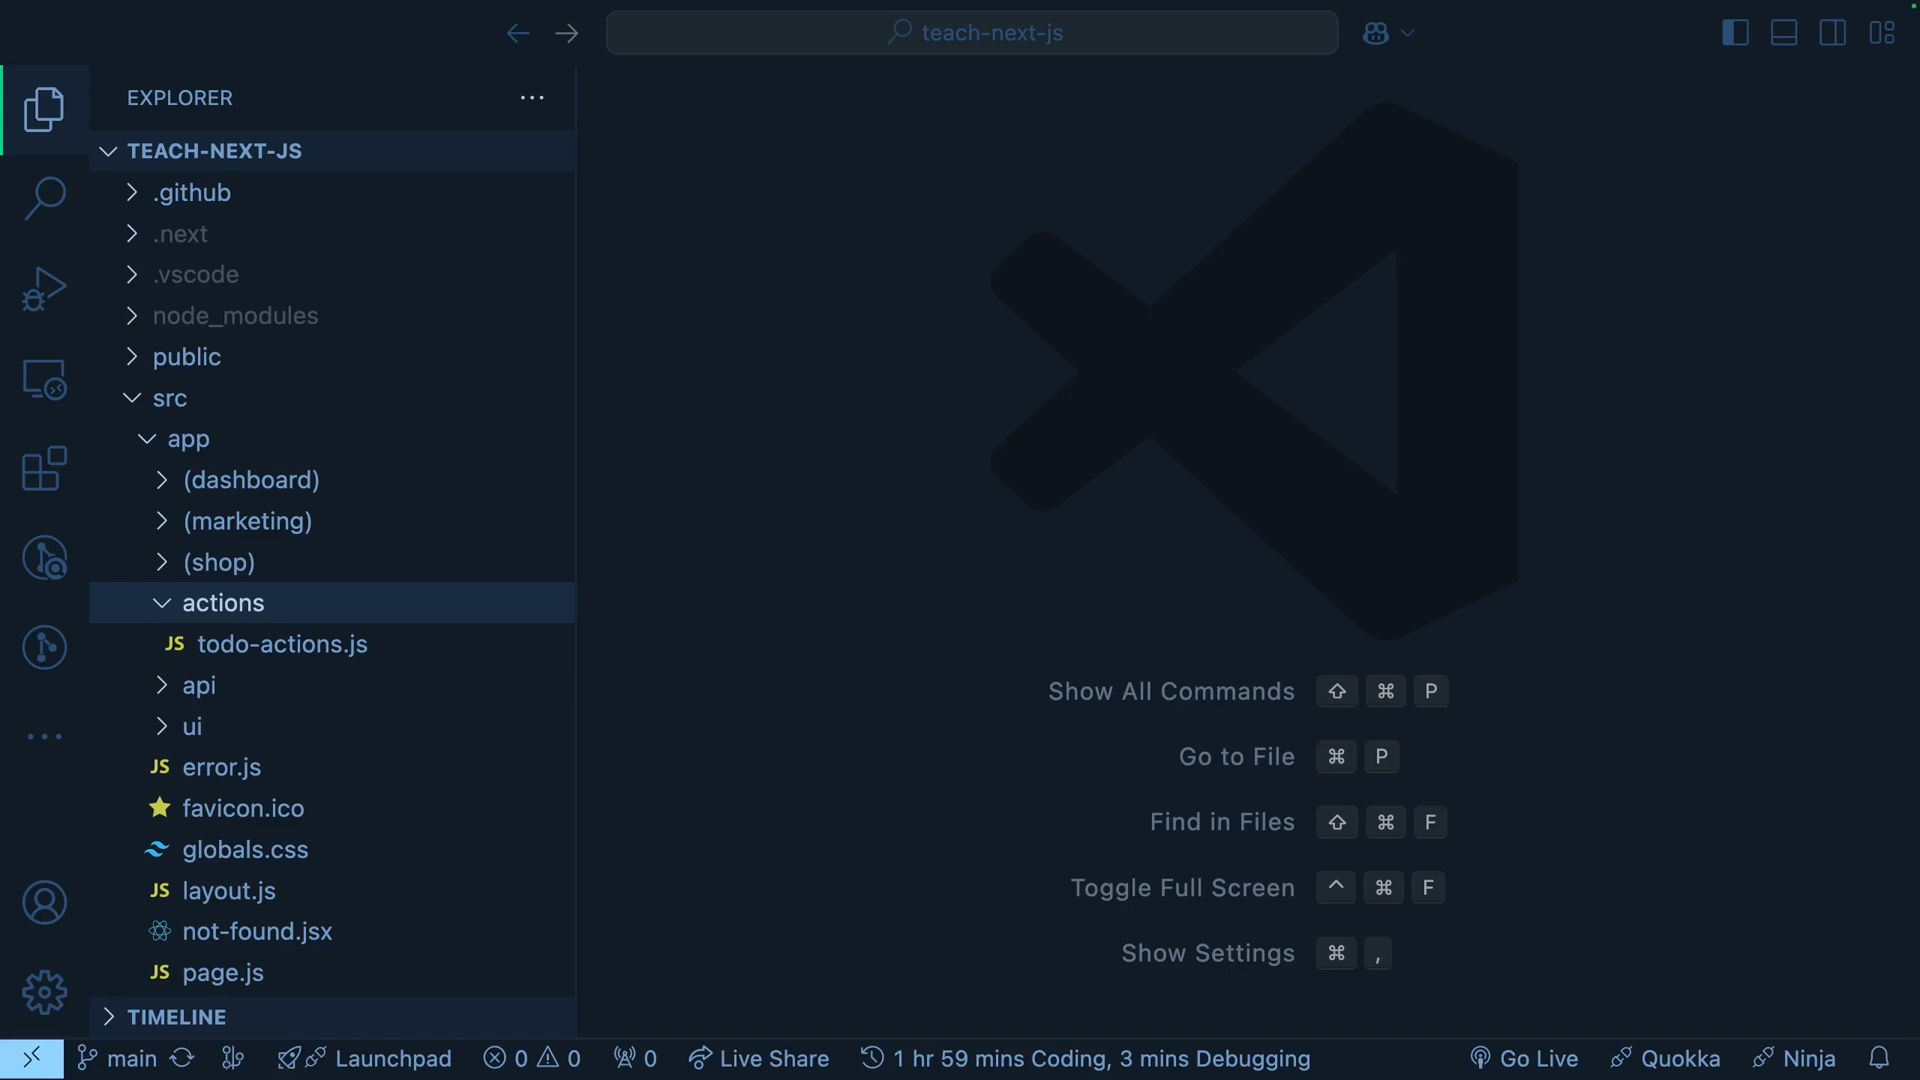 teach-next-js
EXPLORER
TEACH-NEXT-JS
.github
.next
.vscode
node_modules
public
src
app
(dashboard)
(marketing)
(shop)
actions
JS todo-actions.js
api
ui
JS error.js
favicon.ico
globals.css
JS layout.js
not-found.jsx
JS page.js
TIMELINE
Show All Commands ⇧ ⌘ P
Go to File ⌘ P
Find in Files ⇧ ⌘ F
Toggle Full Screen ^ ⌘ F
Show Settings ⌘ ,
main Launchpad 0 0 0 Live Share 1 hr 59 mins Coding, 3 mins Debugging Go Live Quokka Ninja